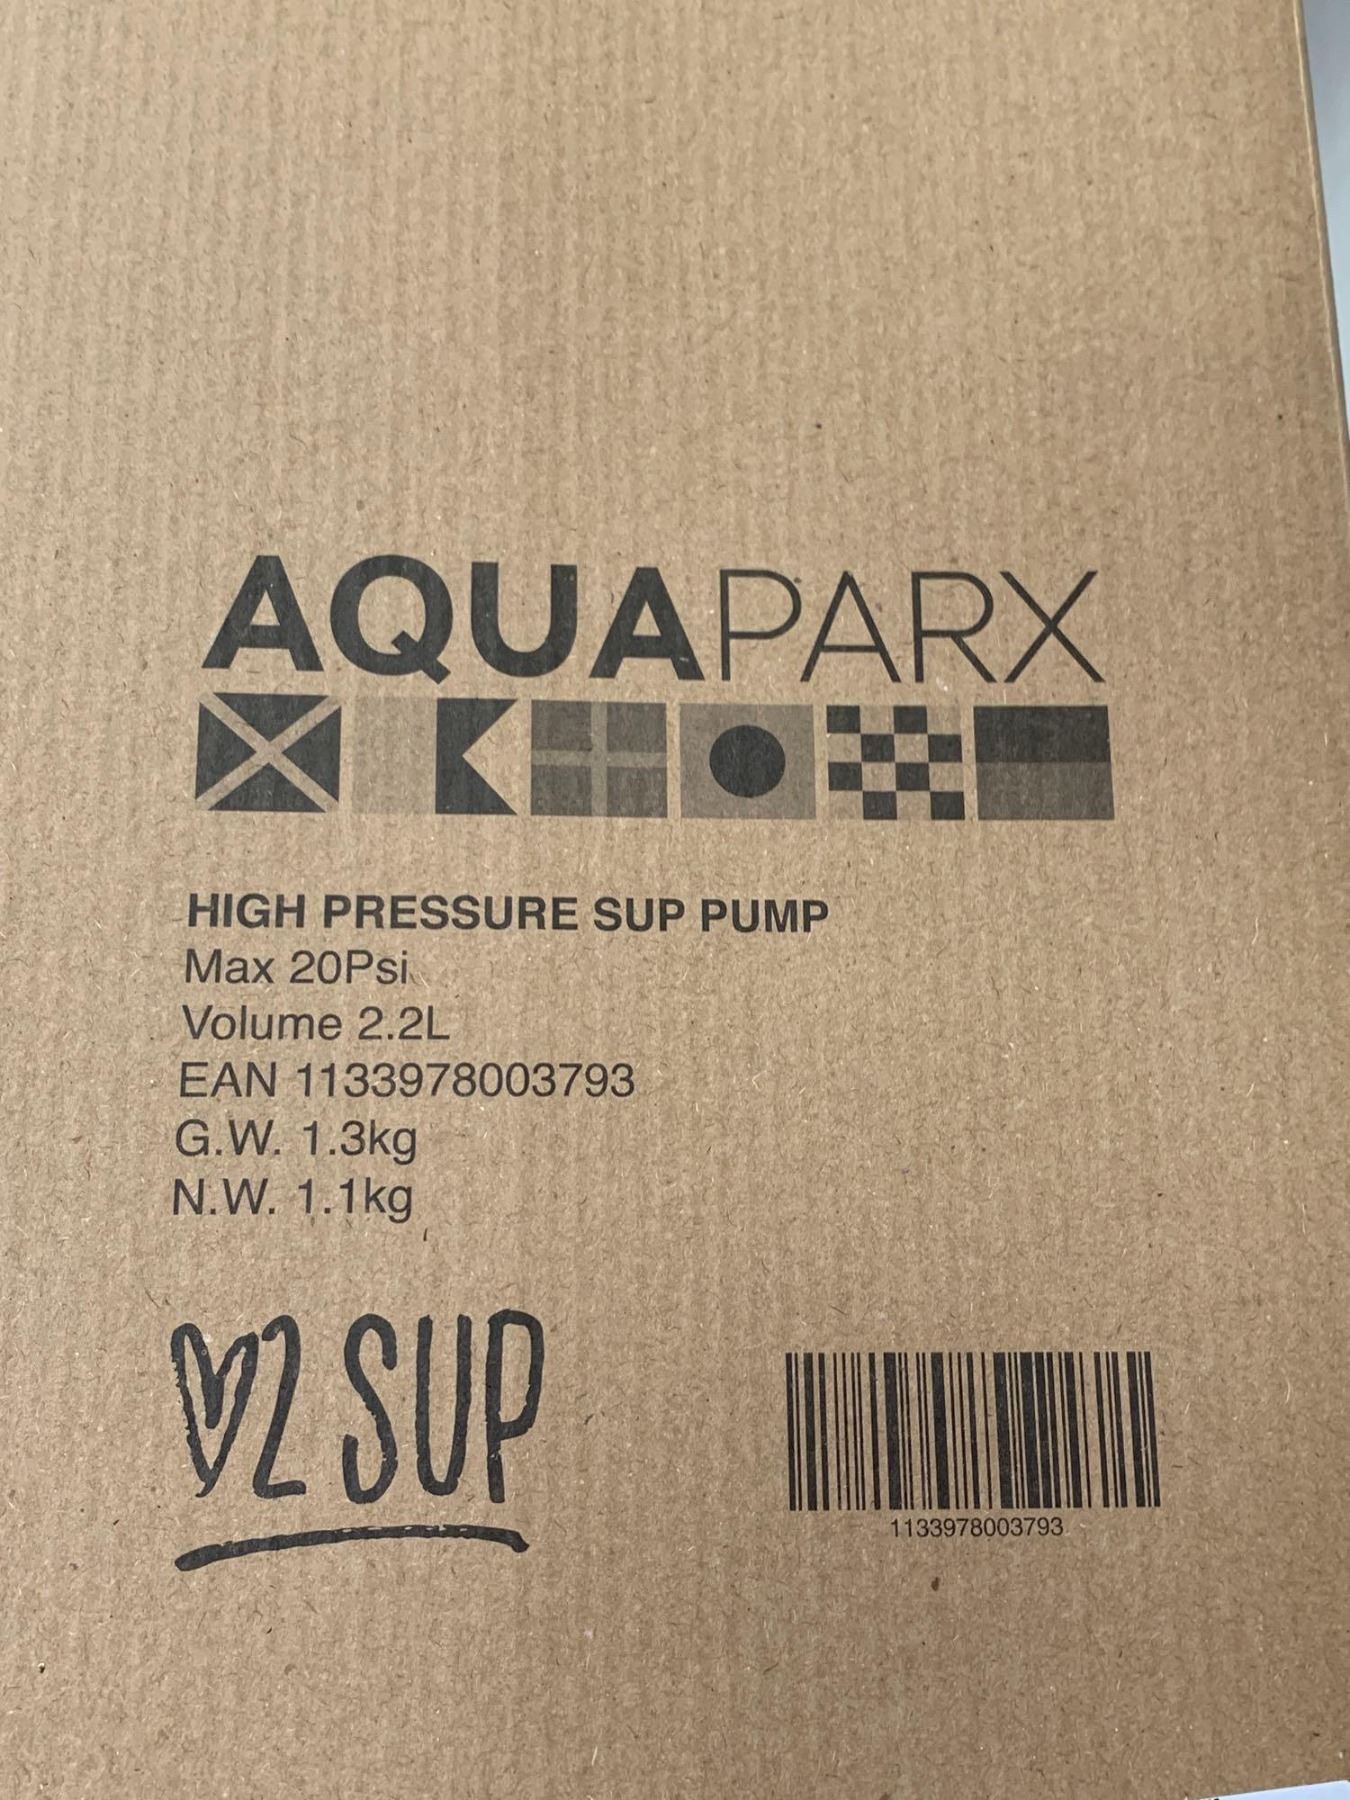 AQUAPARX
HIGH PRESSURE SUP PUMP
Max 20Psi
Volume 2.2L
EAN 1133978003793
G.W. 1.3kg
N.W. 1.1kg
♡2 SUP
1133978003793